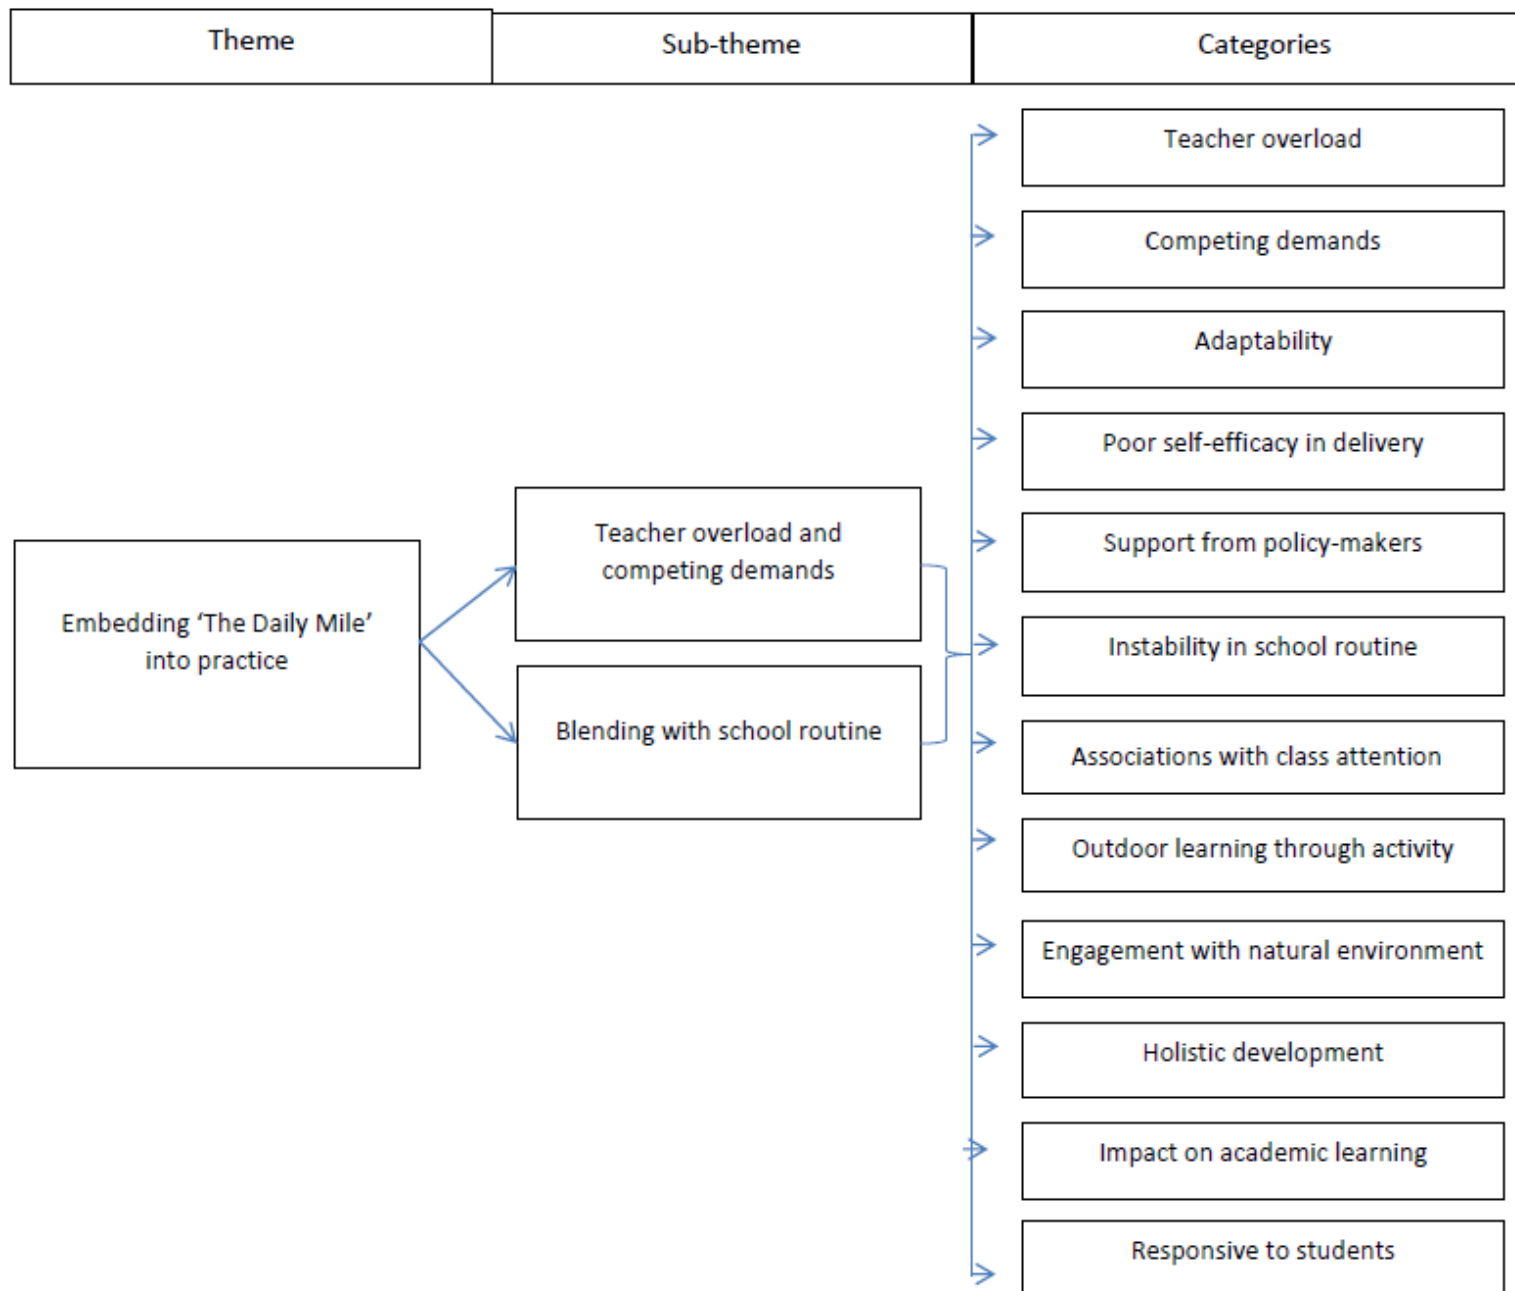 Theme
Sub-theme
Categories
Teacher overload
Competing demands
Adaptability
Poor self-efficacy in delivery
Support from policy-makers
Instability in school routine
Associations with class attention
Outdoor learning through activity
Engagement with natural environment
Holistic development
Impact on academic learning
Responsive to students
Teacher overload and
competing demands
Blending with school routine
Embedding ‘The Daily Mile’
into practice